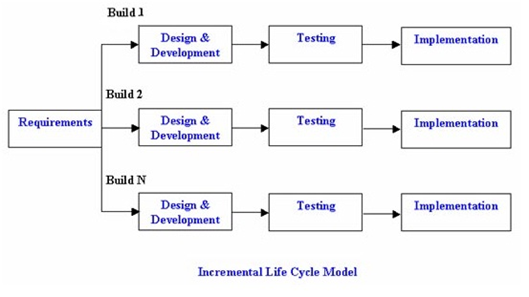 Build 1
Design &
Development
Testing
Implementation
Build 2
Requirements
Design &
Development
Testing
Implementation
Build N
Design &
Development
Testing
Implementation
Incremental Life Cycle Model